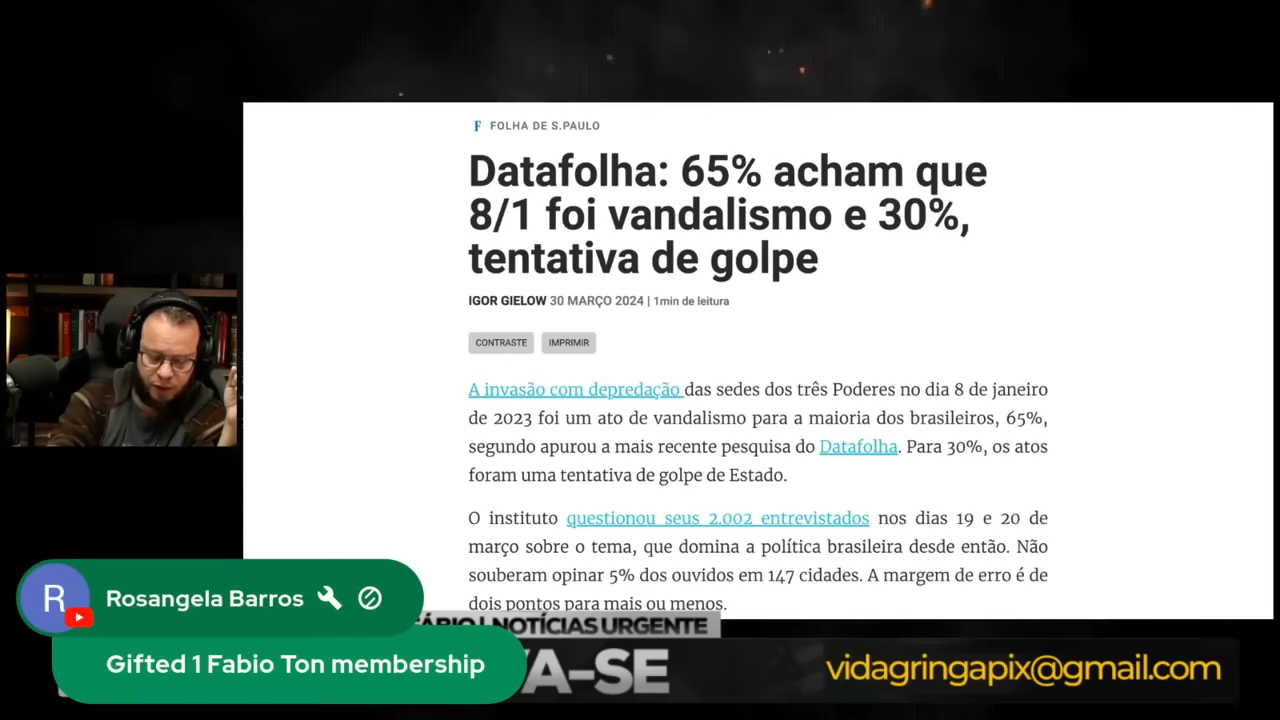 F FOLHA DE S.PAULO
Datafolha: 65% acham que
8/1 foi vandalismo e 30%,
tentativa de golpe
IGOR GIELOW 30 MARÇO 2024 | 1min de leitura
CONTRASTE IMPRIMIR
A invasão com depredação das sedes dos três Poderes no dia 8 de janeiro
de 2023 foi um ato de vandalismo para a maioria dos brasileiros, 65%,
segundo apurou a mais recente pesquisa do Datafolha. Para 30%, os atos
foram uma tentativa de golpe de Estado.
O instituto questionou seus 2.002 entrevistados nos dias 19 e 20 de
março sobre o tema, que domina a política brasileira desde então. Não
souberam opinar 5% dos ouvidos em 147 cidades. A margem de erro é de
dois pontos para mais ou menos.
R Rosangela Barros
Gifted 1 Fabio Ton membership
ÁRIO | NOTÍCIAS URGENTE
A-SE
vidagringapix@gmail.com